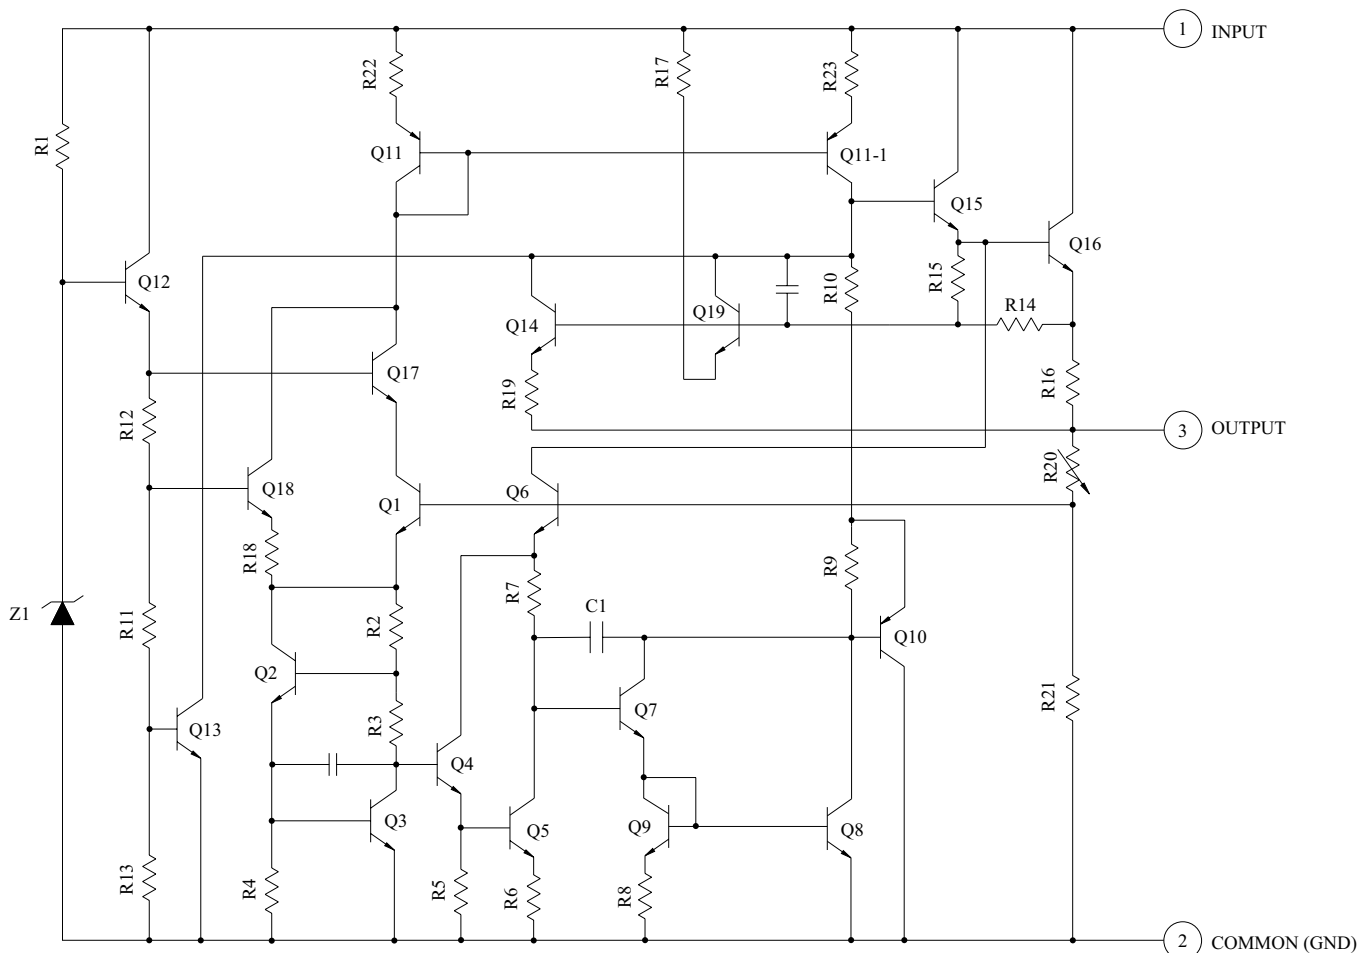 1 INPUT
R22
R17
R23
R1
Q11
Q11-1
Q15
Q16
Q12
R15
R10
R14
Q14
Q19
Q17
R19
R16
R12
3 OUTPUT
R20
Q18
Q1
Q6
R18
R9
R7
C1
Z1
R11
R2
Q10
Q2
R21
Q7
R3
Q13
Q4
Q3
Q5
Q9
Q8
R13
R4
R5
R6
R8
2 COMMON (GND)